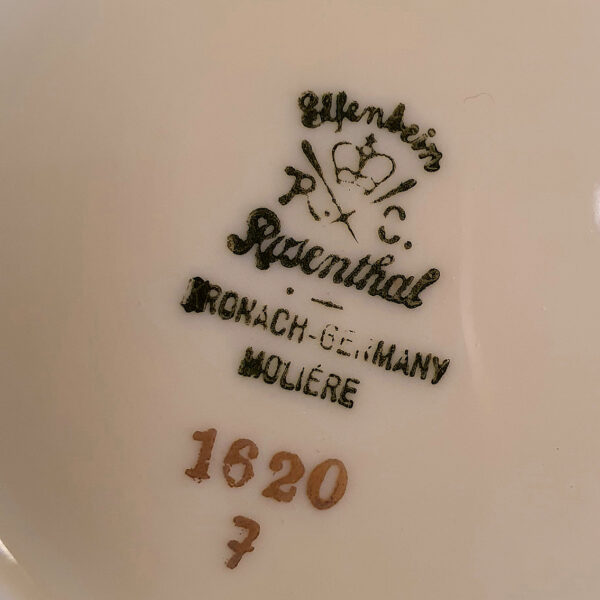 Elfenbein
R. C.
Rosenthal
KRONACH-GERMANY
MOLIÉRE
1620
7